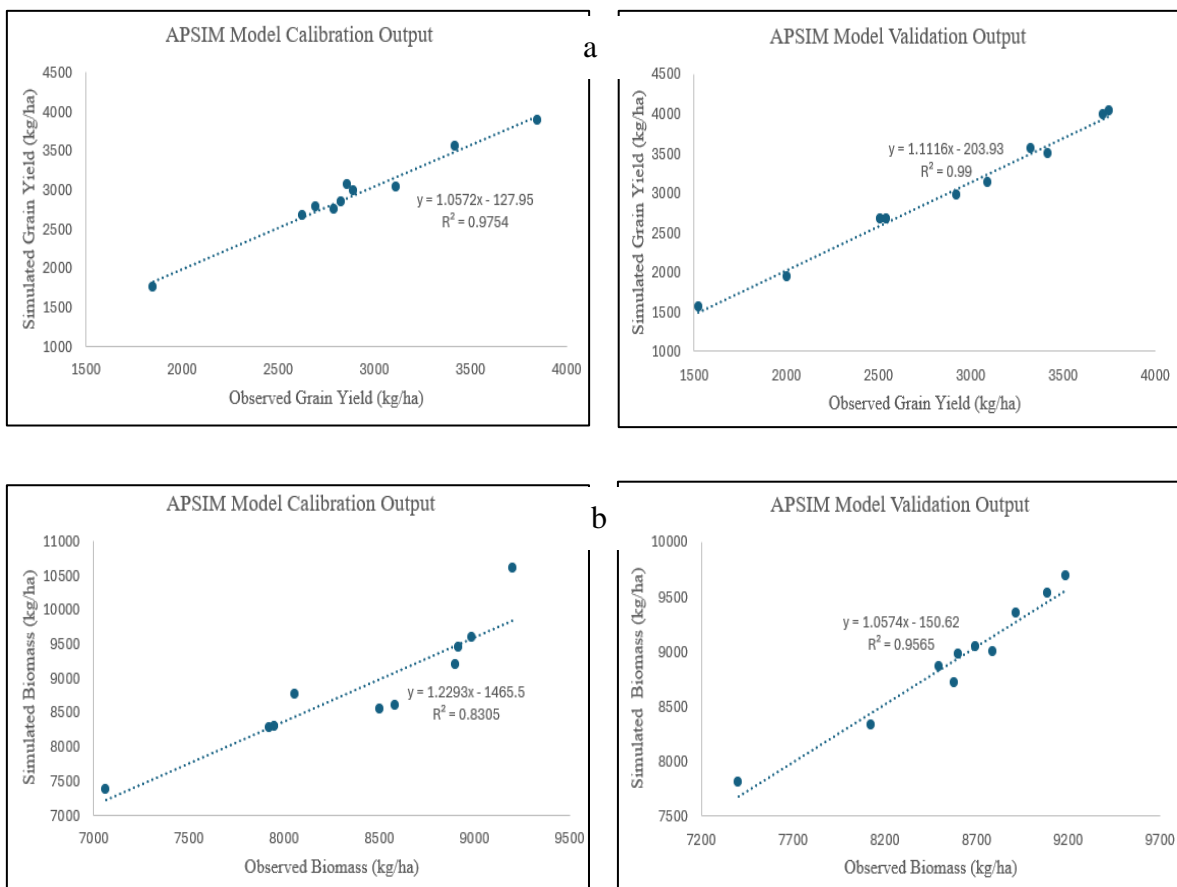 APSIM Model Calibration Output
Simulated Grain Yield (kg/ha)
4500
4000
3500
3000
2500
2000
1500
1000
y = 1.0572x - 127.95
R² = 0.9754
1500 2000 2500 3000 3500 4000
Observed Grain Yield (kg/ha)
a
APSIM Model Validation Output
Simulated Grain Yield (kg/ha)
4500
4000
3500
3000
2500
2000
1500
1000
y = 1.1116x - 203.93
R² = 0.99
1500 2000 2500 3000 3500 4000
Observed Grain Yield (kg/ha)
APSIM Model Calibration Output
Simulated Biomass (kg/ha)
11000
10500
10000
9500
9000
8500
8000
7500
7000
y = 1.2293x - 1465.5
R² = 0.8305
7000 7500 8000 8500 9000 9500
Observed Biomass (kg/ha)
b
APSIM Model Validation Output
Simulated Biomass (kg/ha)
10000
9500
9000
8500
8000
7500
y = 1.0574x - 150.62
R² = 0.9565
7200 7700 8200 8700 9200 9700
Observed Biomass (kg/ha)